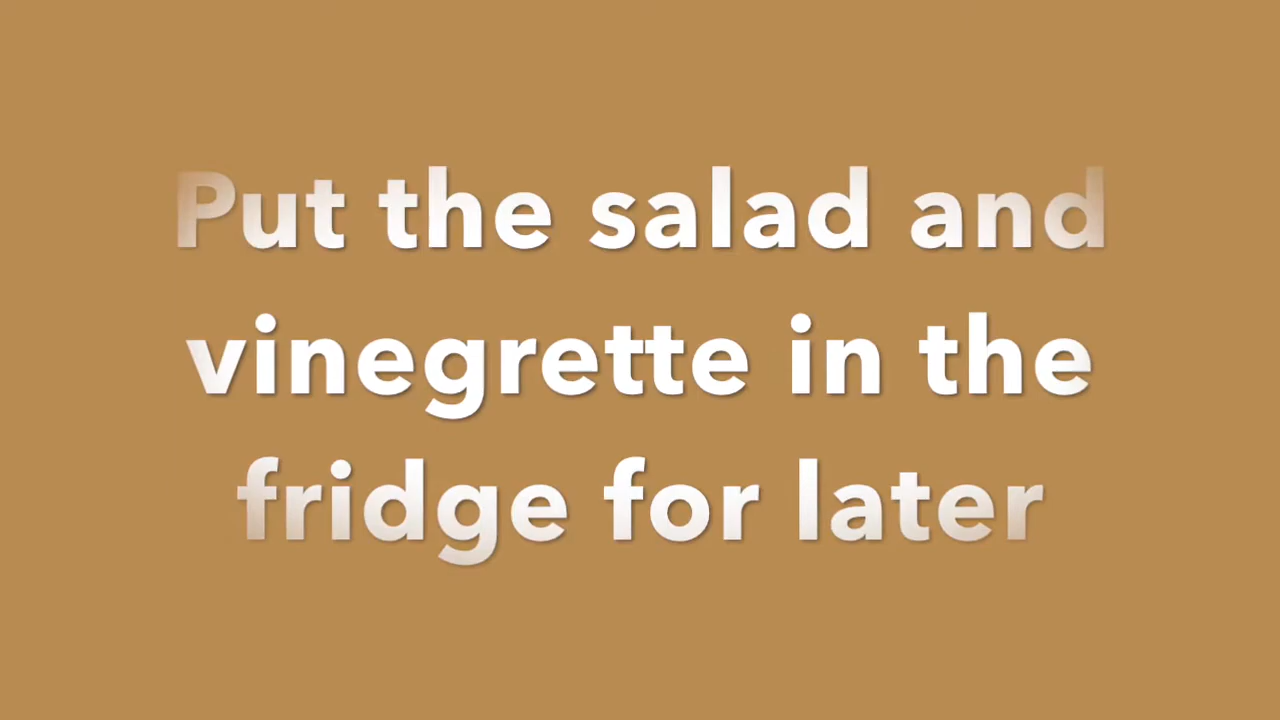 Put the salad and
vinegrette in the
fridge for later